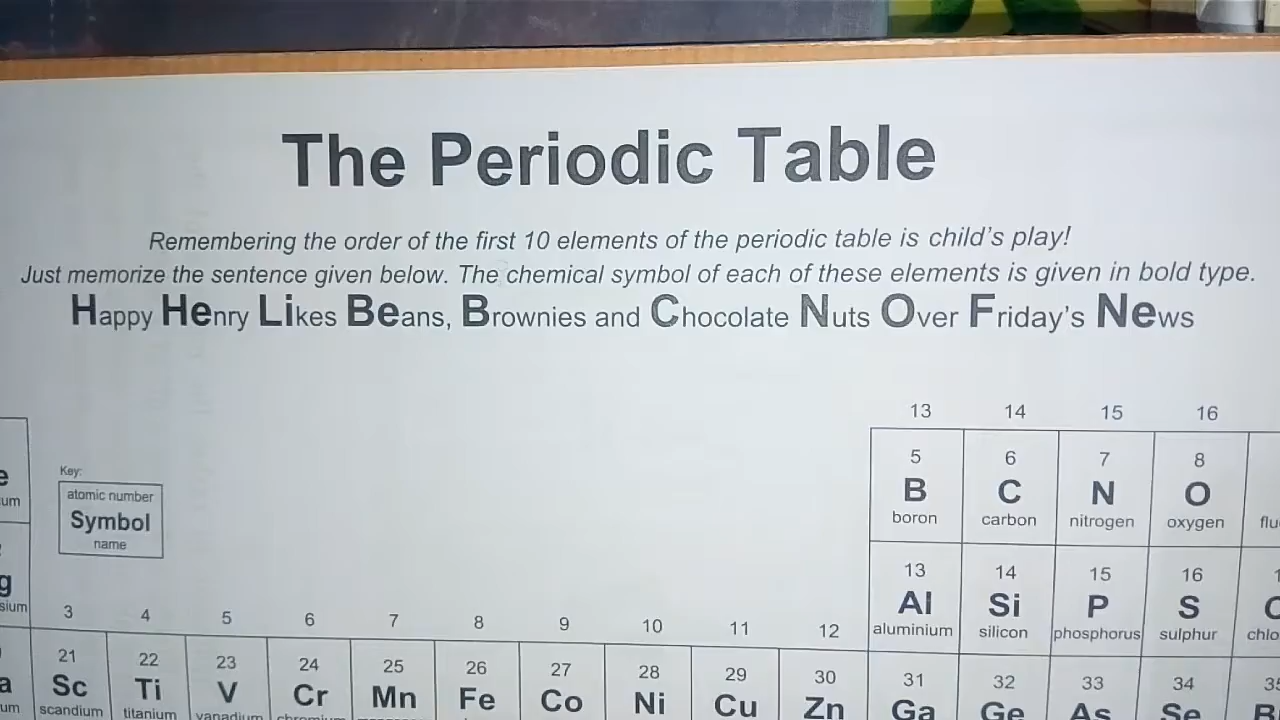 The Periodic Table
Remembering the order of the first 10 elements of the periodic table is child's play!
Just memorize the sentence given below. The chemical symbol of each of these elements is given in bold type.
Happy Henry Likes Beans, Brownies and Chocolate Nuts Over Friday's News
13 14 15 16
5 6 7 8
B C N O
boron carbon nitrogen oxygen
Key:
atomic number
Symbol
name
13 14 15 16
Al Si P S
aluminium silicon phosphorus sulphur
3 4 5 6 7 8 9 10 11 12
21 22 23 24 25 26 27 28 29 30 31 32 33 34
Sc Ti V Cr Mn Fe Co Ni Cu Zn Ga Ge As Se
scandium titanium vanadium chromium